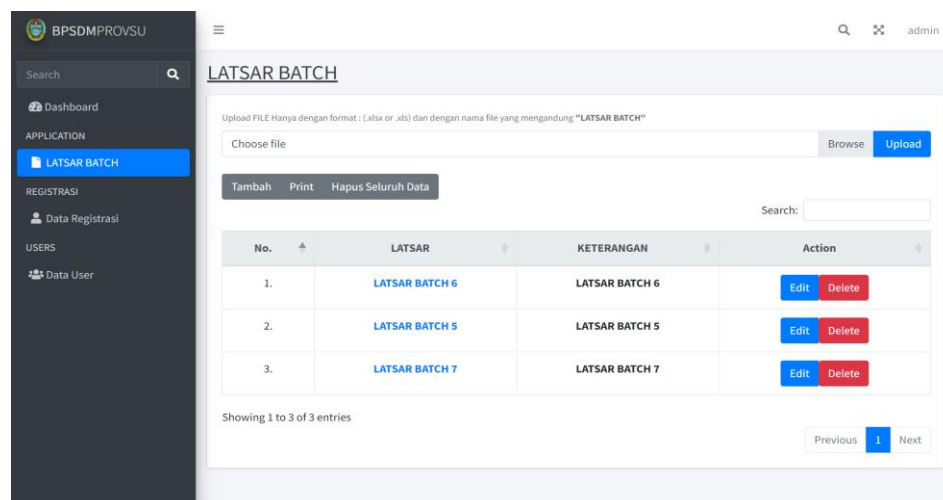 BPSDMPROVSU
admin
Search
Dashboard
APPLICATION
LATSAR BATCH
REGISTRASI
Data Registrasi
USERS
Data User
LATSAR BATCH
Upload FILE Hanya dengan format : (.xlsx or .xls) dan dengan nama file yang mengandung "LATSAR BATCH"
Choose file Browse Upload
Tambah Print Hapus Seluruh Data
Search:
No. LATSAR KETERANGAN Action
1. LATSAR BATCH 6 LATSAR BATCH 6 Edit Delete
2. LATSAR BATCH 5 LATSAR BATCH 5 Edit Delete
3. LATSAR BATCH 7 LATSAR BATCH 7 Edit Delete
Showing 1 to 3 of 3 entries
Previous 1 Next